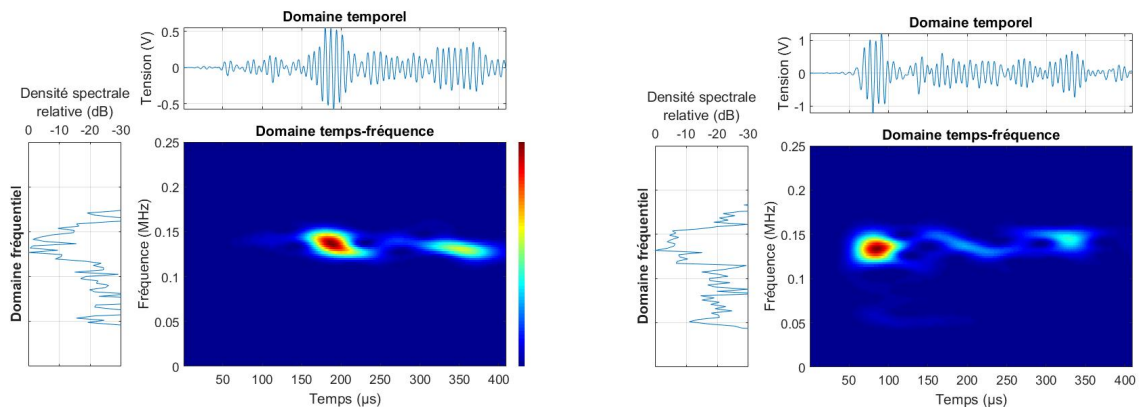 Domaine temporel
Tension (V)
0.5
0
-0.5
Densité spectrale
relative (dB)
0 -10 -20 -30
Domaine fréquentiel
Domaine temps-fréquence
Fréquence (MHz)
0.25
0.2
0.15
0.1
0.05
0
50 100 150 200 250 300 350 400
Temps (µs)
Domaine temporel
Tension (V)
1
0
-1
Densité spectrale
relative (dB)
0 -10 -20 -30
Domaine fréquentiel
Domaine temps-fréquence
Fréquence (MHz)
0.25
0.2
0.15
0.1
0.05
0
50 100 150 200 250 300 350 400
Temps (µs)